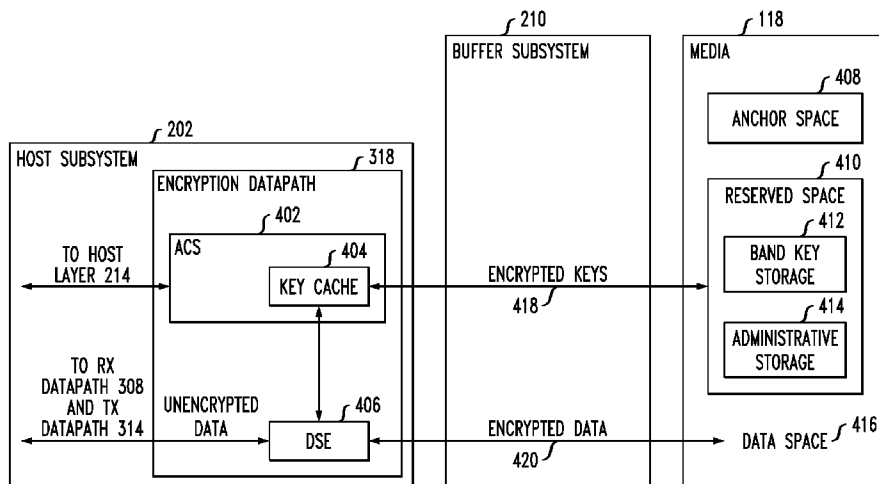 210
BUFFER SUBSYSTEM
118
MEDIA
408
ANCHOR SPACE
202
HOST SUBSYSTEM
318
ENCRYPTION DATAPATH
410
RESERVED SPACE
412
BAND KEY
STORAGE
402
ACS
404
KEY CACHE
TO HOST
LAYER 214
ENCRYPTED KEYS
418
414
ADMINISTRATIVE
STORAGE
TO RX
DATAPATH 308
AND TX
DATAPATH 314
UNENCRYPTED
DATA
406
DSE
ENCRYPTED DATA
420
DATA SPACE
416